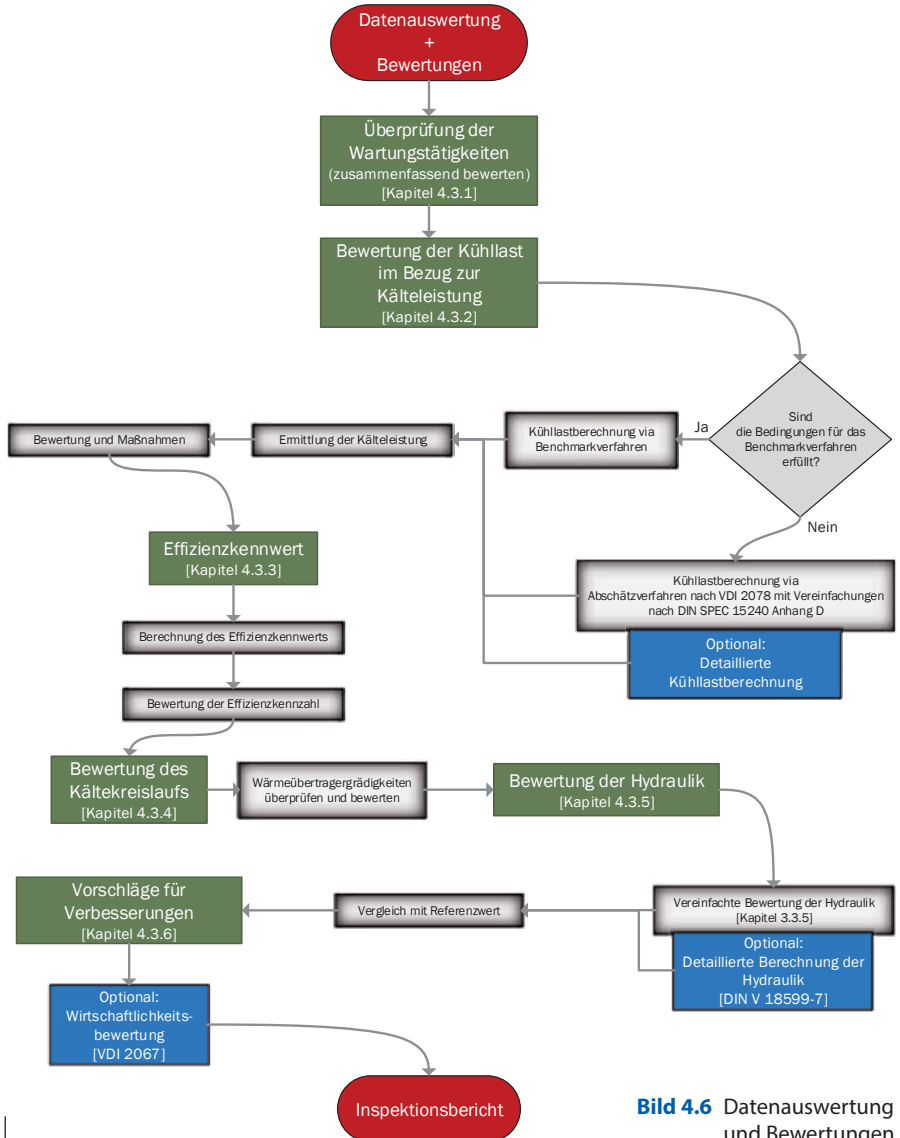 Datenauswertung
+
Bewertungen
Überprüfung der
Wartungstätigkeiten
(zusammenfassend bewerten)
[Kapitel 4.3.1]
Bewertung der Kühllast
im Bezug zur
Kälteleistung
[Kapitel 4.3.2]
Sind
die Bedingungen für das
Benchmarkverfahren
erfüllt?
Ja
Nein
Kühllastberechnung via
Benchmarkverfahren
Ermittlung der Kälteleistung
Bewertung und Maßnahmen
Kühllastberechnung via
Abschätzverfahren nach VDI 2078 mit Vereinfachungen
nach DIN SPEC 15240 Anhang D
Optional:
Detaillierte
Kühllastberechnung
Effizienzkennwert
[Kapitel 4.3.3]
Berechnung des Effizienzkennwerts
Bewertung der Effizienzkennzahl
Bewertung des
Kältekreislaufs
[Kapitel 4.3.4]
Wärmeübertragergrädigkeiten
überprüfen und bewerten
Bewertung der Hydraulik
[Kapitel 4.3.5]
Vereinfachte Bewertung der Hydraulik
[Kapitel 3.3.5]
Optional:
Detaillierte Berechnung der
Hydraulik
[DIN V 18599-7]
Vergleich mit Referenzwert
Vorschläge für
Verbesserungen
[Kapitel 4.3.6]
Optional:
Wirtschaftlichkeits-
bewertung
[VDI 2067]
Inspektionsbericht
Bild 4.6 Datenauswertung
und Bewertungen